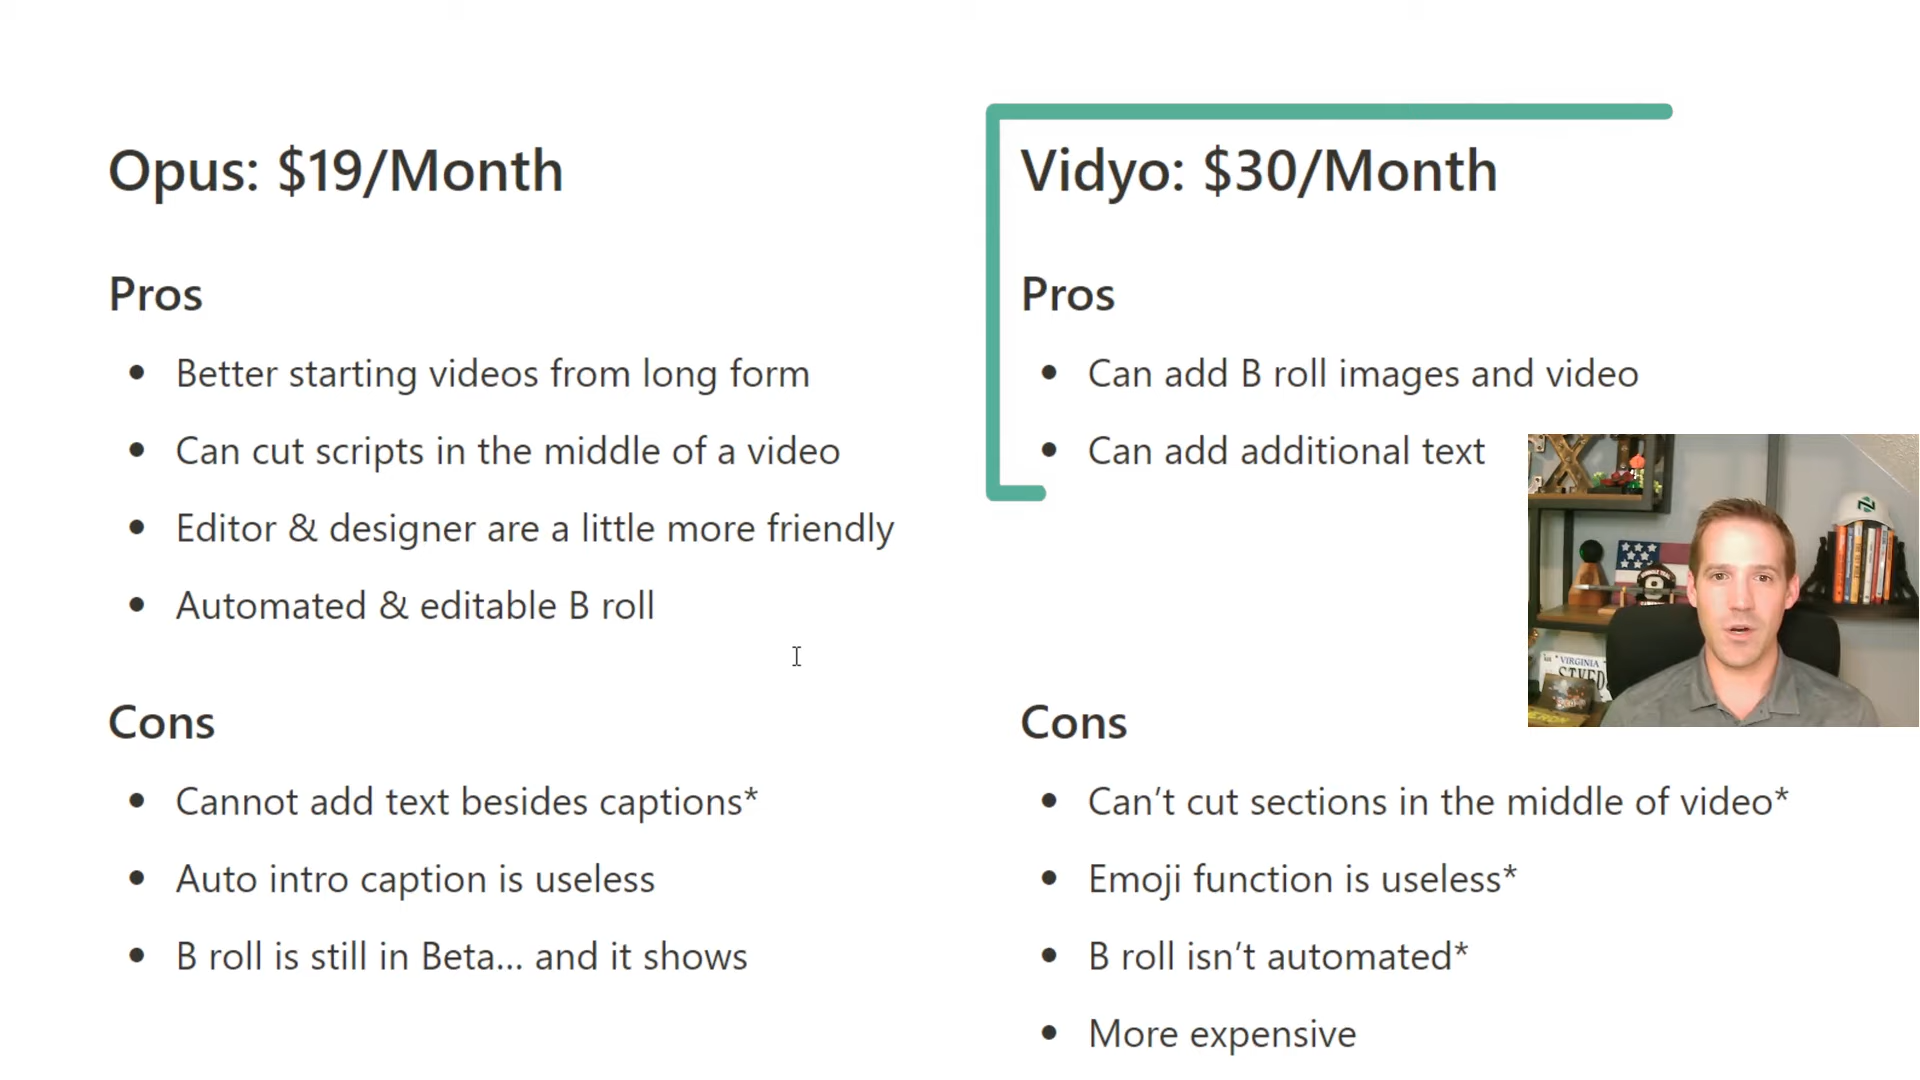 Opus: $19/Month
Pros
• Better starting videos from long form
• Can cut scripts in the middle of a video
• Editor & designer are a little more friendly
• Automated & editable B roll
Cons
• Cannot add text besides captions*
• Auto intro caption is useless
• B roll is still in Beta... and it shows
Vidyo: $30/Month
Pros
• Can add B roll images and video
• Can add additional text
Cons
• Can’t cut sections in the middle of video*
• Emoji function is useless*
• B roll isn’t automated*
• More expensive
VIRGINIA